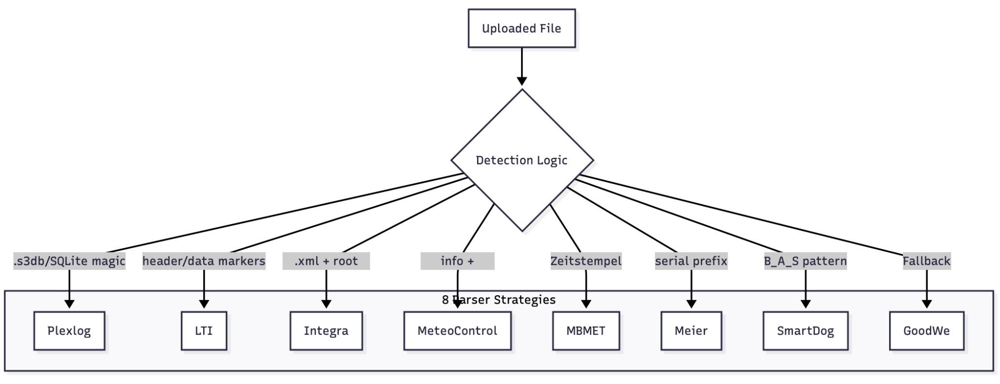 Uploaded File
Detection Logic
.s3db/SQLite magic
header/data markers
.xml + root
info +
Zeitstempel
serial prefix
B_A_S pattern
Fallback
8 Parser Strategies
Plexlog
LTI
Integra
MeteoControl
MBMET
Meier
SmartDog
GoodWe